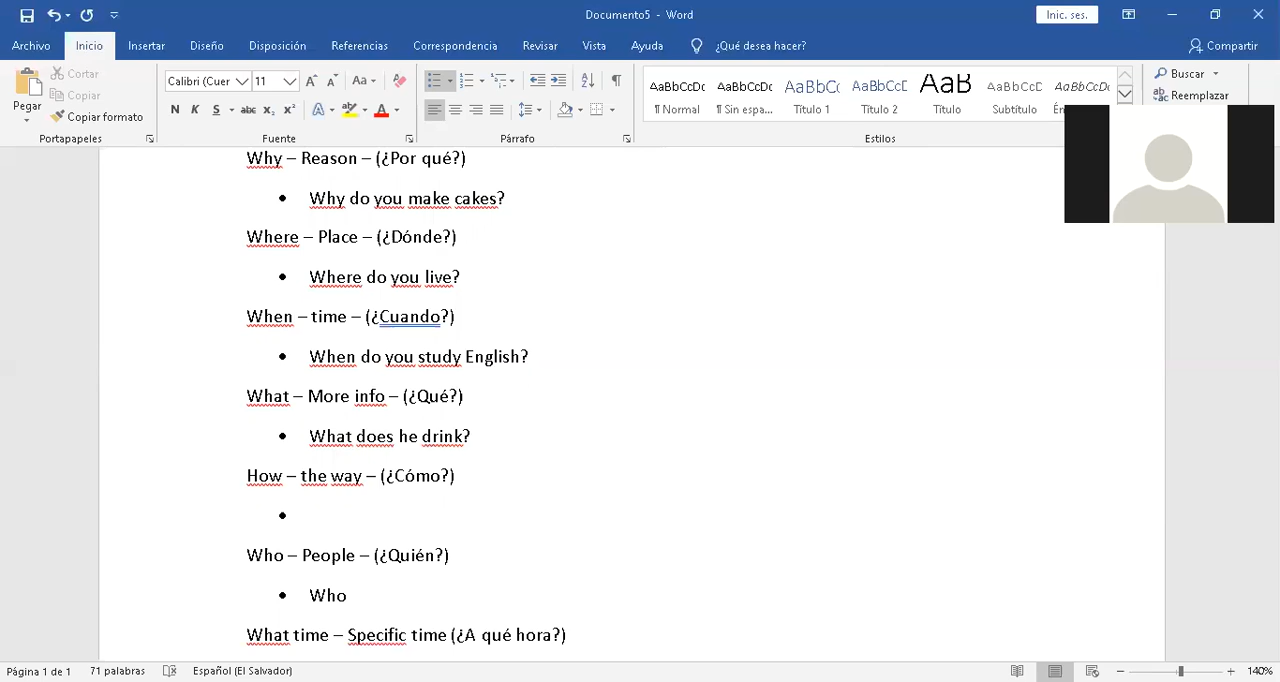 Documento5 - Word
Inic. ses.
Archivo Inicio Insertar Diseño Disposición Referencias Correspondencia Revisar Vista Ayuda ¿Qué desea hacer? Compartir
Pegar
Cortar
Copiar
Copiar formato
Portapapeles
Calibri (Cuer 11
N K S abc x₂ x²
Fuente
Párrafo
AaBbCcDc AaBbCcDc AaBbCc AaBbCcC AaB AaBbCcC AaBbCcDc
¶ Normal ¶ Sin espa... Título 1 Título 2 Título Subtítulo
Estilos
Buscar
Reemplazar
Why – Reason – (¿Por qué?)
• Why do you make cakes?
Where – Place – (¿Dónde?)
• Where do you live?
When – time – (¿Cuando?)
• When do you study English?
What – More info – (¿Qué?)
• What does he drink?
How – the way – (¿Cómo?)
•
Who – People – (¿Quién?)
• Who
What time – Specific time (¿A qué hora?)
Página 1 de 1 71 palabras Español (El Salvador) 140%